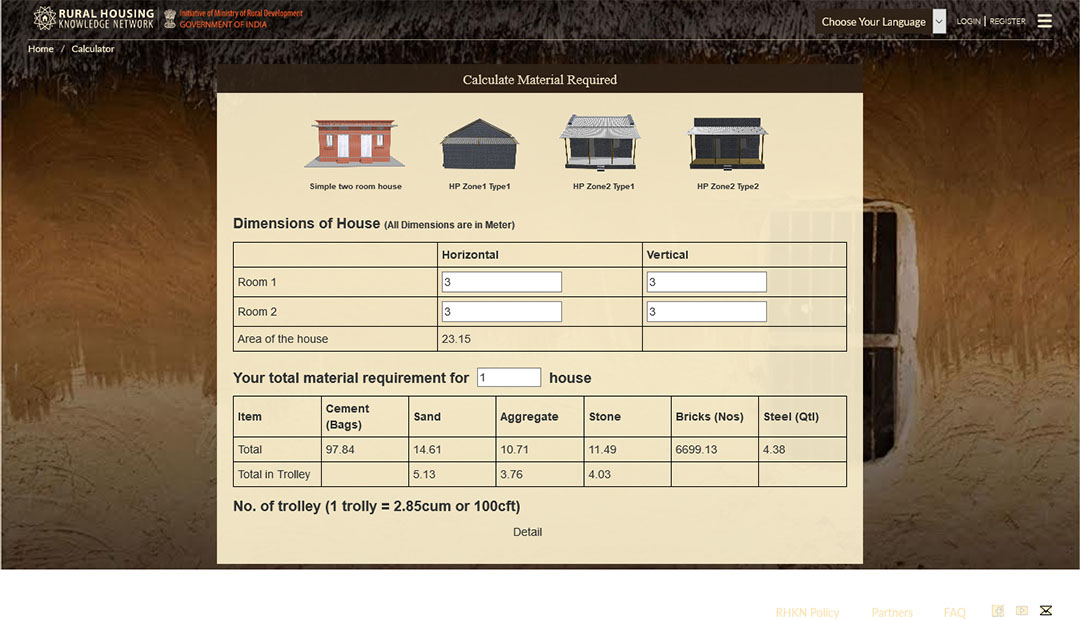 RURAL HOUSING
KNOWLEDGE NETWORK
Initiative of Ministry of Rural Development
GOVERNMENT OF INDIA
Choose Your Language
LOGIN | REGISTER
Home / Calculator
Calculate Material Required
Simple two room house HP Zone1 Type1 HP Zone2 Type1 HP Zone2 Type2
Dimensions of House (All Dimensions are in Meter)
Horizontal Vertical
Room 1 3 3
Room 2 3 3
Area of the house 23.15
Your total material requirement for 1 house
Item Cement (Bags) Sand Aggregate Stone Bricks (Nos) Steel (Qtl)
Total 97.84 14.61 10.71 11.49 6699.13 4.38
Total in Trolley 5.13 3.76 4.03
No. of trolley (1 trolly = 2.85cum or 100cft)
Detail
RHKN Policy Partners FAQ